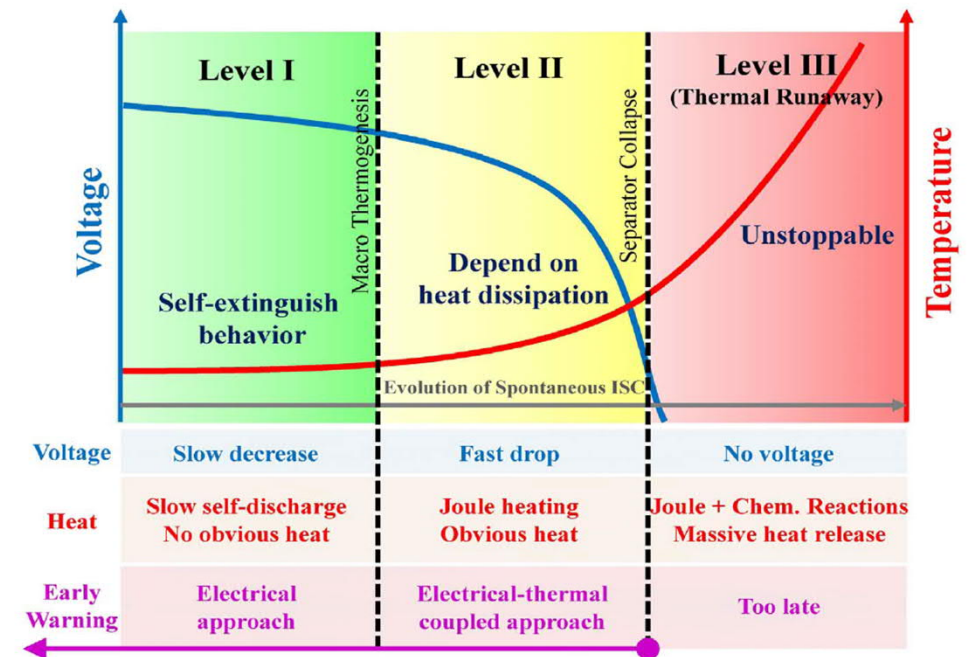 Level I
Level II
Level III
(Thermal Runaway)
Voltage
Macro Thermogenesis
Separator Collapse
Temperature
Self-extinguish
behavior
Depend on
heat dissipation
Unstoppable
Evolution of Spontaneous ISC
Voltage
Slow decrease
Fast drop
No voltage
Heat
Slow self-discharge
No obvious heat
Joule heating
Obvious heat
Joule + Chem. Reactions
Massive heat release
Early
Warning
Electrical
approach
Electrical-thermal
coupled approach
Too late